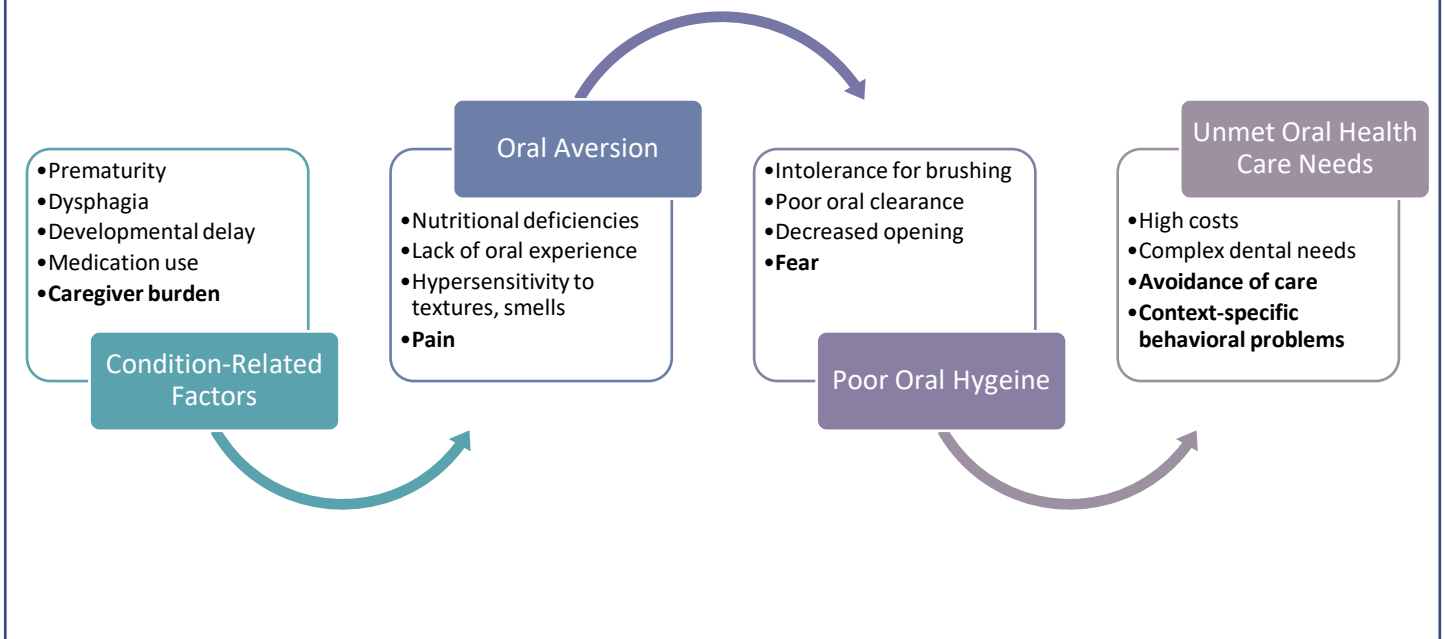 •Prematurity
•Dysphagia
•Developmental delay
•Medication use
•Caregiver burden
Condition-Related
Factors
Oral Aversion
•Nutritional deficiencies
•Lack of oral experience
•Hypersensitivity to
textures, smells
•Pain
•Intolerance for brushing
•Poor oral clearance
•Decreased opening
•Fear
Poor Oral Hygeine
Unmet Oral Health
Care Needs
•High costs
•Complex dental needs
•Avoidance of care
•Context-specific
behavioral problems